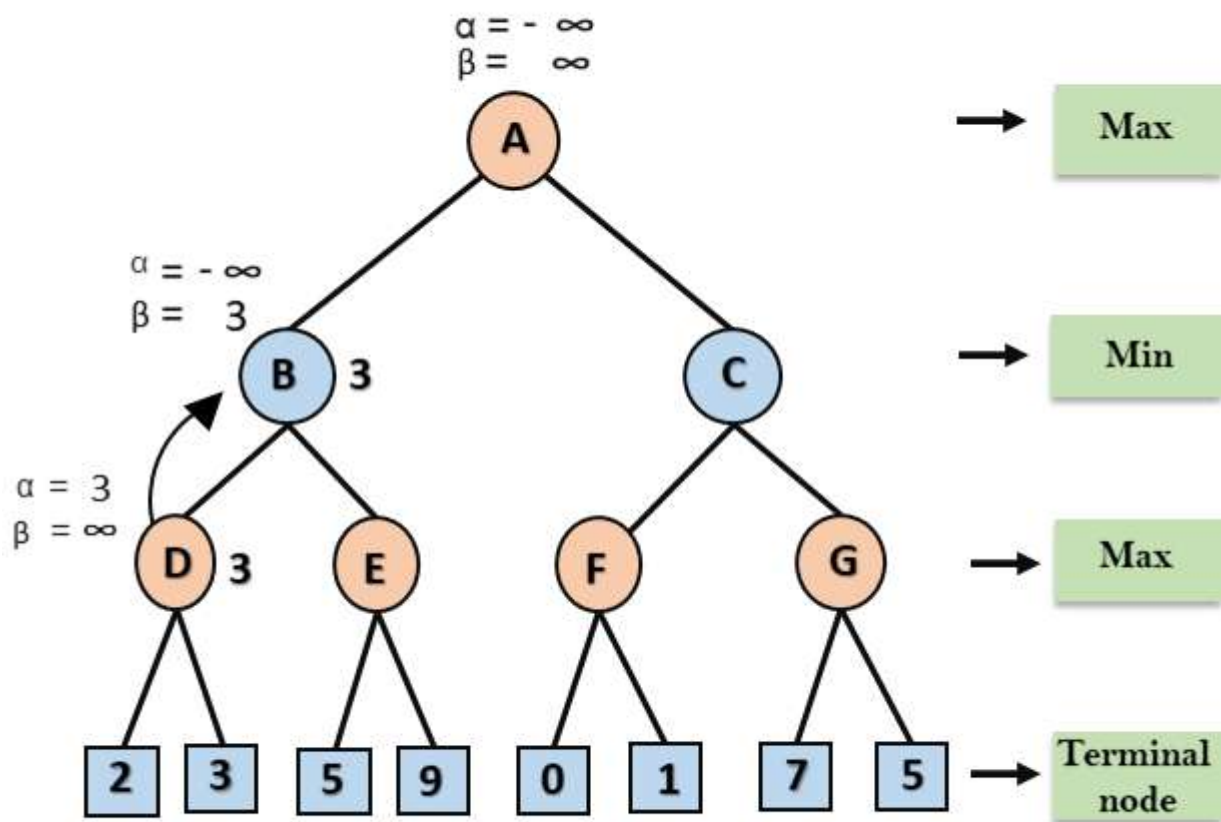 α = - ∞
β = ∞
A
Max
α = - ∞
β = 3
B 3
C
Min
α = 3
β = ∞
D 3
E
F
G
Max
2
3
5
9
0
1
7
5
Terminal
node